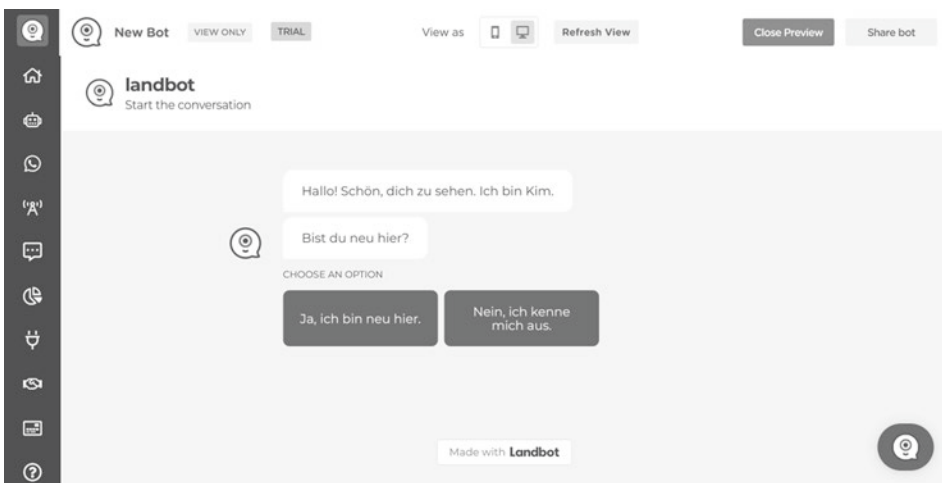 New Bot
VIEW ONLY
TRIAL
View as
Refresh View
Close Preview
Share bot
landbot
Start the conversation
Hallo! Schön, dich zu sehen. Ich bin Kim.
Bist du neu hier?
CHOOSE AN OPTION
Ja, ich bin neu hier.
Nein, ich kenne
mich aus.
Made with Landbot